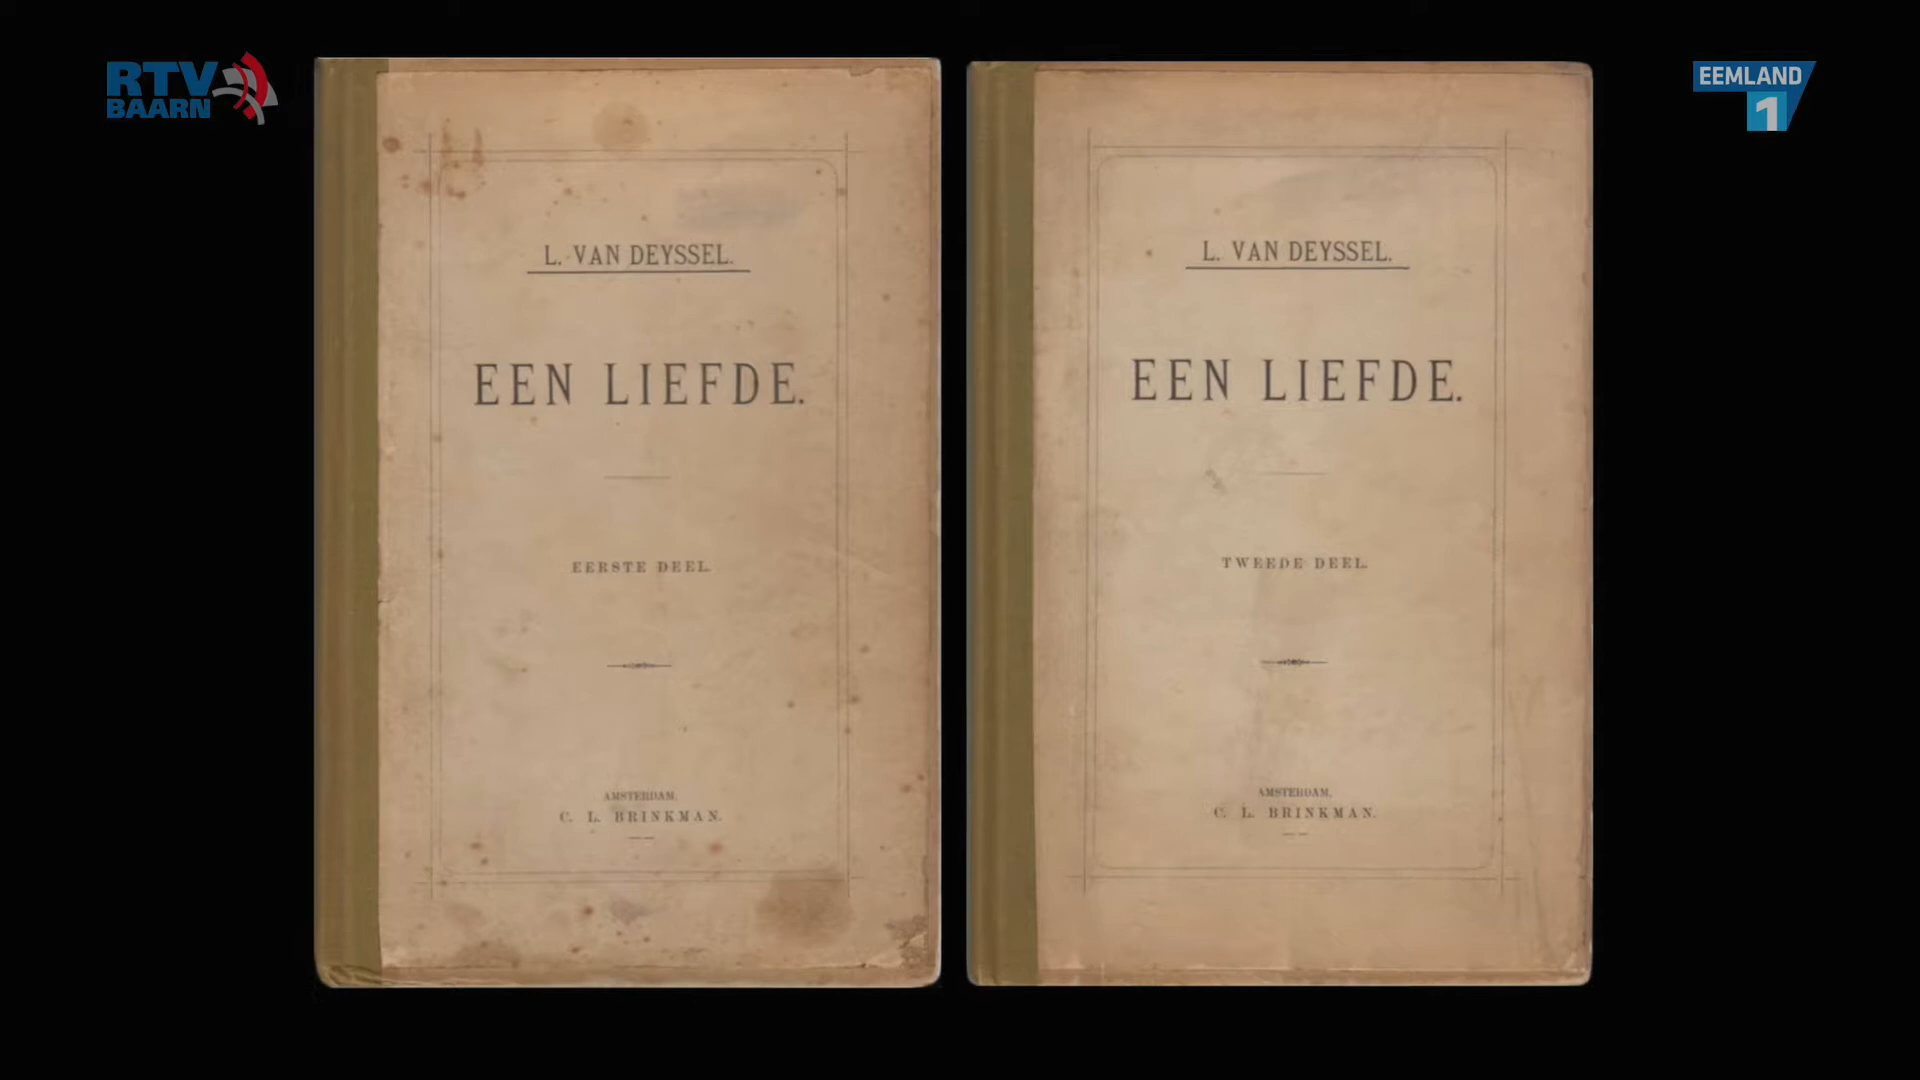 RTV
BAARN
EEMLAND
1
L. VAN DEYSSEL.
EEN LIEFDE.
EERSTE DEEL.
AMSTERDAM,
C. L. BRINKMAN.
L. VAN DEYSSEL.
EEN LIEFDE.
TWEEDE DEEL.
AMSTERDAM,
C. L. BRINKMAN.